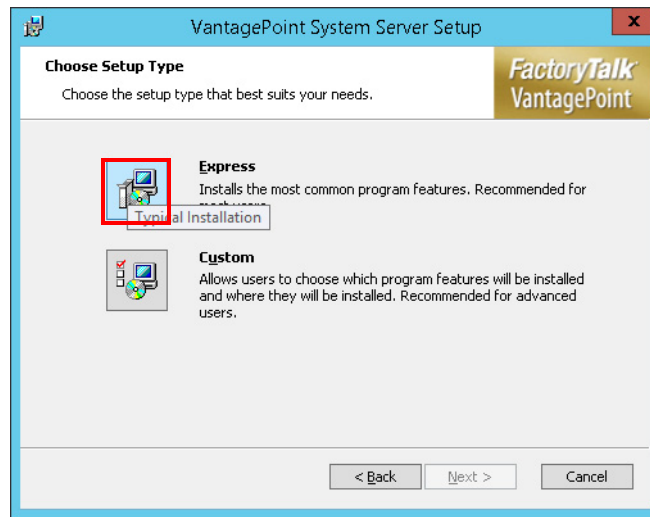 VantagePoint System Server Setup
x
Choose Setup Type
Choose the setup type that best suits your needs.
FactoryTalk
VantagePoint
Express
Installs the most common program features. Recommended for
Typical Installation
Custom
Allows users to choose which program features will be installed
and where they will be installed. Recommended for advanced
users.
< Back
Next >
Cancel